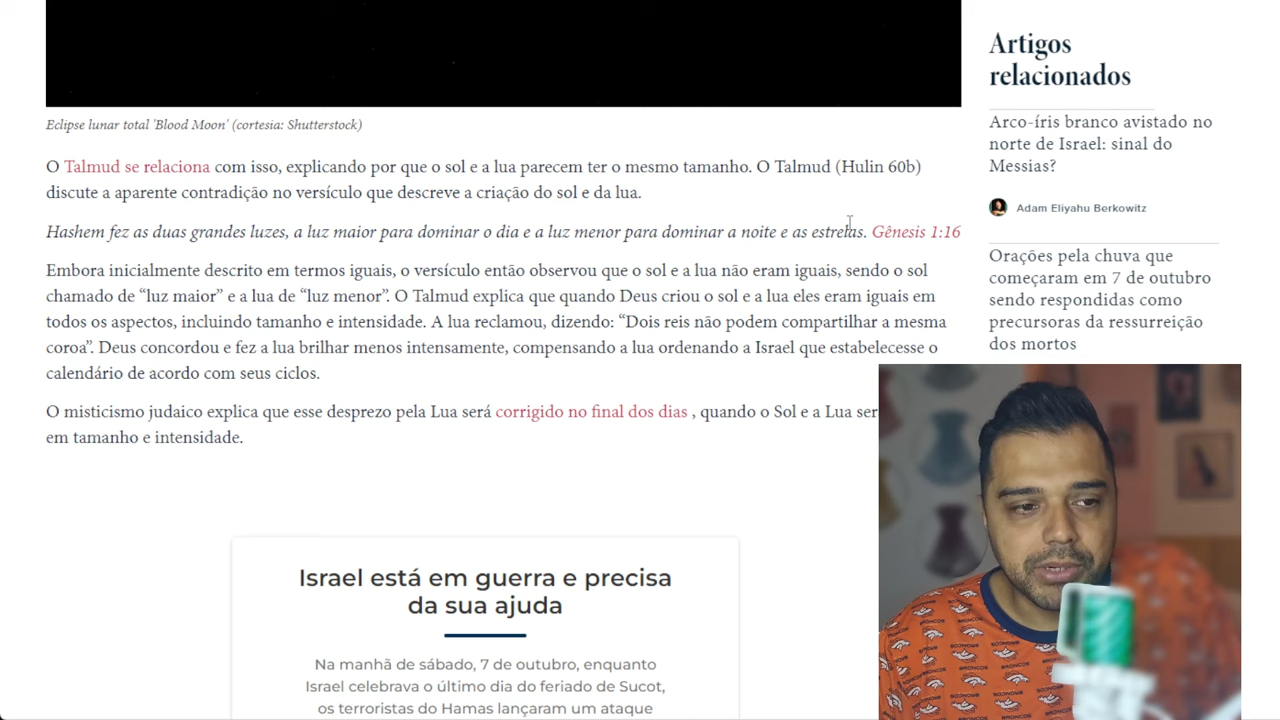 Eclipse lunar total 'Blood Moon' (cortesia: Shutterstock)
O Talmud se relaciona com isso, explicando por que o sol e a lua parecem ter o mesmo tamanho. O Talmud (Hulin 60b)
discute a aparente contradição no versículo que descreve a criação do sol e da lua.
Hashem fez as duas grandes luzes, a luz maior para dominar o dia e a luz menor para dominar a noite e as estrelas. Gênesis 1:16
Embora inicialmente descrito em termos iguais, o versículo então observou que o sol e a lua não eram iguais, sendo o sol
chamado de “luz maior” e a lua de “luz menor”. O Talmud explica que quando Deus criou o sol e a lua eles eram iguais em
todos os aspectos, incluindo tamanho e intensidade. A lua reclamou, dizendo: “Dois reis não podem compartilhar a mesma
coroa”. Deus concordou e fez a lua brilhar menos intensamente, compensando a lua ordenando a Israel que estabelecesse o
calendário de acordo com seus ciclos.
O misticismo judaico explica que esse desprezo pela Lua será corrigido no final dos dias , quando o Sol e a Lua
em tamanho e intensidade.
Israel está em guerra e precisa
da sua ajuda
Na manhã de sábado, 7 de outubro, enquanto
Israel celebrava o último dia do feriado de Sucot,
os terroristas do Hamas lançaram um ataque
Artigos
relacionados
Arco-íris branco avistado no
norte de Israel: sinal do
Messias?
Adam Eliyahu Berkowitz
Orações pela chuva que
começaram em 7 de outubro
sendo respondidas como
precursoras da ressurreição
dos mortos
BRONCOS